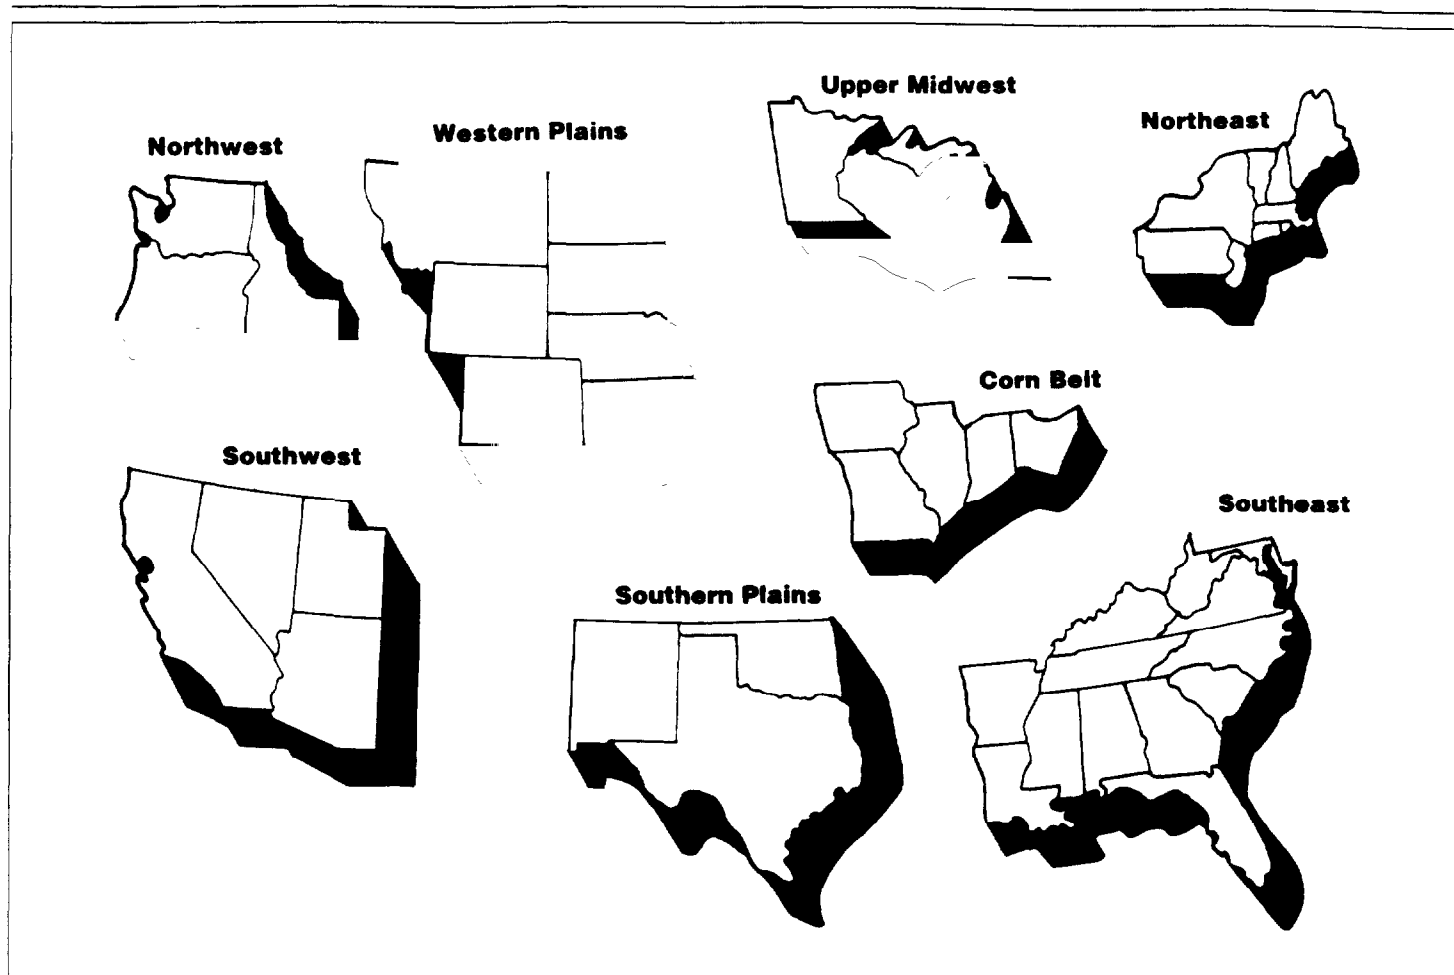 Upper Midwest
Northeast
Western Plains
Northwest
Corn Belt
Southwest
Southeast
Southern Plains